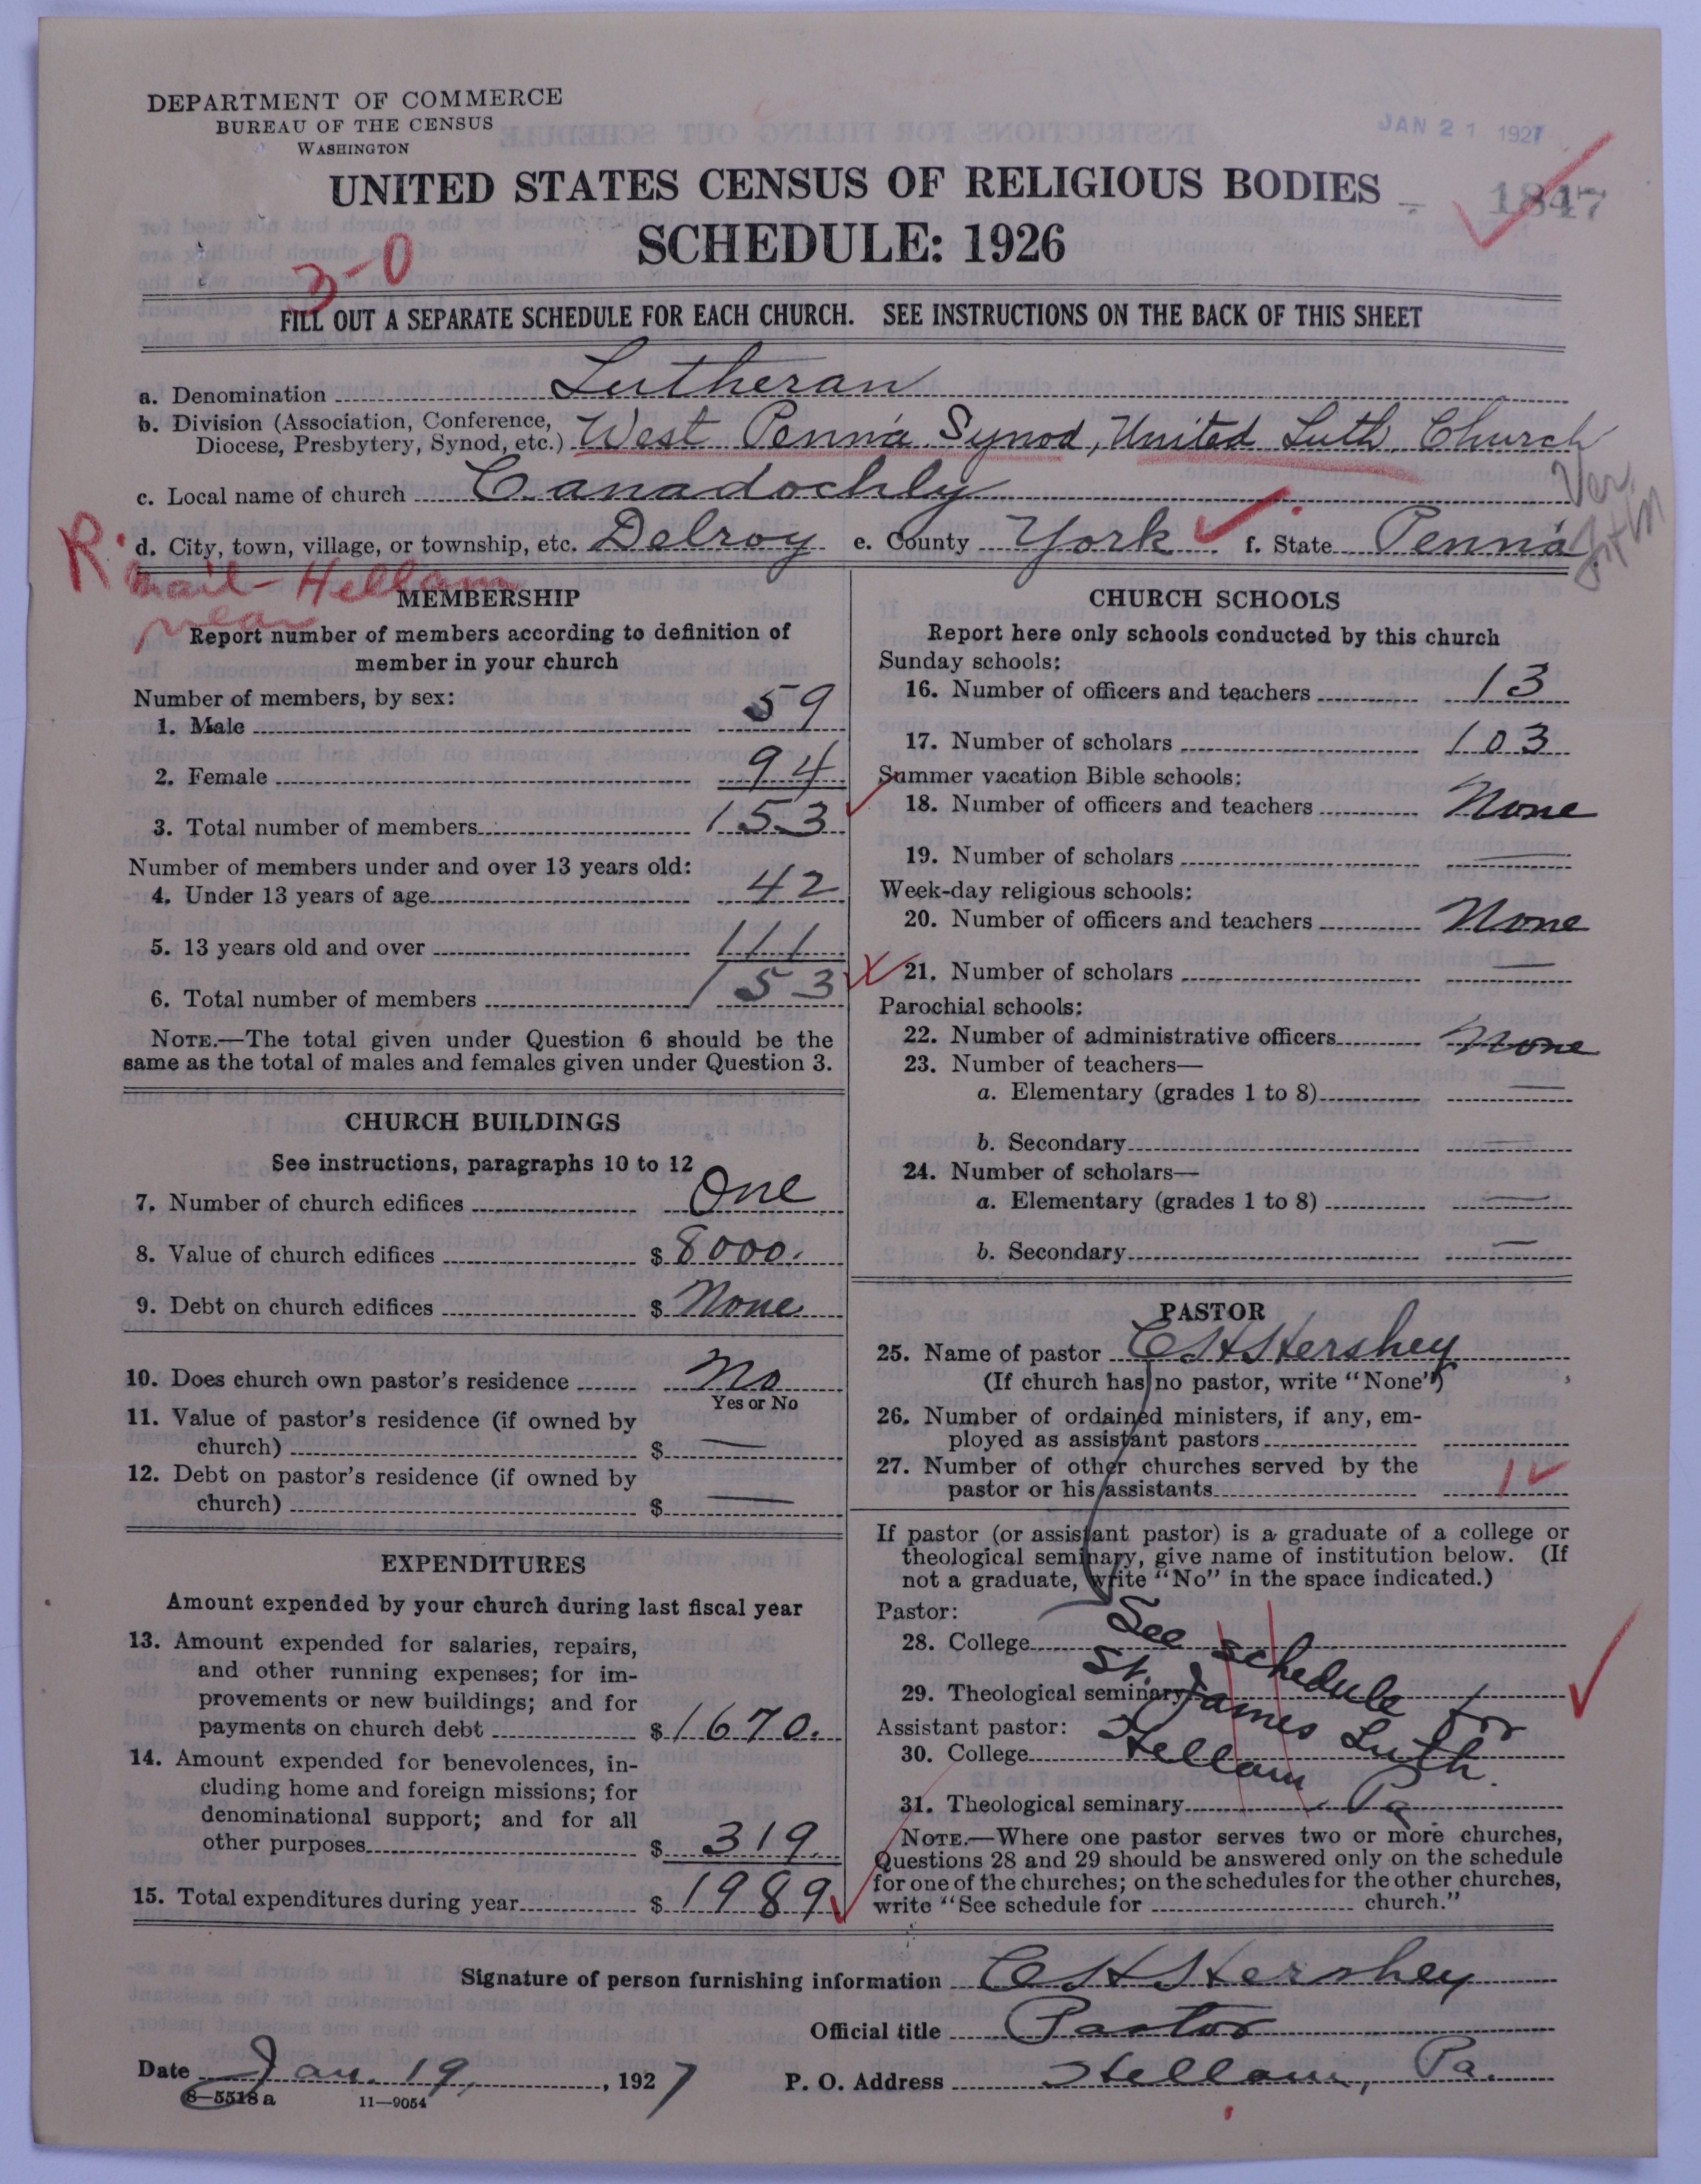 DEPARTMENT OF COMMERCE
BUREAU OF THE CENSUS
WASHINGTON
JAN 21 1927
UNITED STATES CENSUS OF RELIGIOUS BODIES
1847
SCHEDULE: 1926
3-0
FILL OUT A SEPARATE SCHEDULE FOR EACH CHURCH. SEE INSTRUCTIONS ON THE BACK OF THIS SHEET
a. Denomination Lutheran
b. Division (Association, Conference,
Diocese, Presbytery, Synod, etc.) West Penn'a Synod, United Luth. Church
c. Local name of church Canadochly
Ver.
R. d. City, town, village, or township, etc. Delroy e. County York f. State Penn'a
mail - Hellam
near
MEMBERSHIP
Report number of members according to definition of
member in your church
Number of members, by sex:
1. Male 59
2. Female 94
3. Total number of members 153
Number of members under and over 13 years old:
4. Under 13 years of age 42
5. 13 years old and over 111
6. Total number of members 153
NOTE.—The total given under Question 6 should be the
same as the total of males and females given under Question 3.
CHURCH BUILDINGS
See instructions, paragraphs 10 to 12
7. Number of church edifices One
8. Value of church edifices $ 8000.
9. Debt on church edifices $ None
10. Does church own pastor's residence No
Yes or No
11. Value of pastor's residence (if owned by
church) $ —
12. Debt on pastor's residence (if owned by
church) $ —
EXPENDITURES
Amount expended by your church during last fiscal year
13. Amount expended for salaries, repairs,
and other running expenses; for im-
provements or new buildings; and for
payments on church debt $ 1670.
14. Amount expended for benevolences, in-
cluding home and foreign missions; for
denominational support; and for all
other purposes $ 319.
15. Total expenditures during year $ 1989
CHURCH SCHOOLS
Report here only schools conducted by this church
Sunday schools:
16. Number of officers and teachers 13
17. Number of scholars 103
Summer vacation Bible schools:
18. Number of officers and teachers None
19. Number of scholars —
Week-day religious schools:
20. Number of officers and teachers None
21. Number of scholars —
Parochial schools:
22. Number of administrative officers None
23. Number of teachers—
a. Elementary (grades 1 to 8) —
b. Secondary —
24. Number of scholars—
a. Elementary (grades 1 to 8) —
b. Secondary —
PASTOR
25. Name of pastor C H Hershey
(If church has no pastor, write "None")
26. Number of ordained ministers, if any, em-
ployed as assistant pastors
27. Number of other churches served by the
pastor or his assistants 1
If pastor (or assistant pastor) is a graduate of a college or
theological seminary, give name of institution below. (If
not a graduate, write "No" in the space indicated.)
Pastor:
28. College
29. Theological seminary
Assistant pastor:
30. College
31. Theological seminary
See schedule for
St. James Luth.
Hellam Pa
NOTE.—Where one pastor serves two or more churches,
Questions 28 and 29 should be answered only on the schedule
for one of the churches; on the schedules for the other churches,
write "See schedule for church."
Signature of person furnishing information C H Hershey
Official title Pastor
Date Jan. 19, 1927 P. O. Address Hellam, Pa.
8—5518 a 11—9054